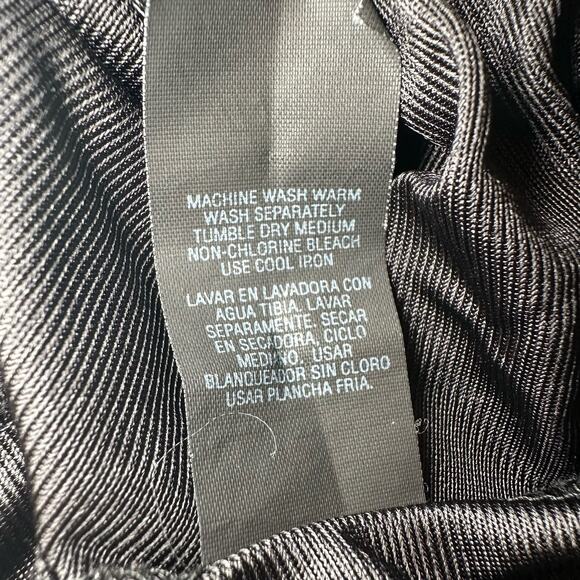 MACHINE WASH WARM
WASH SEPARATELY
TUMBLE DRY MEDIUM
NON-CHLORINE BLEACH
USE COOL IRON
LAVAR EN LAVADORA CON
AGUA TIBIA. LAVAR
SEPARAMENTE. SECAR
EN SECADORA, CICLO
MEDINO. USAR
BLANQUEADOR SIN CLORO
USAR PLANCHA FRIA.